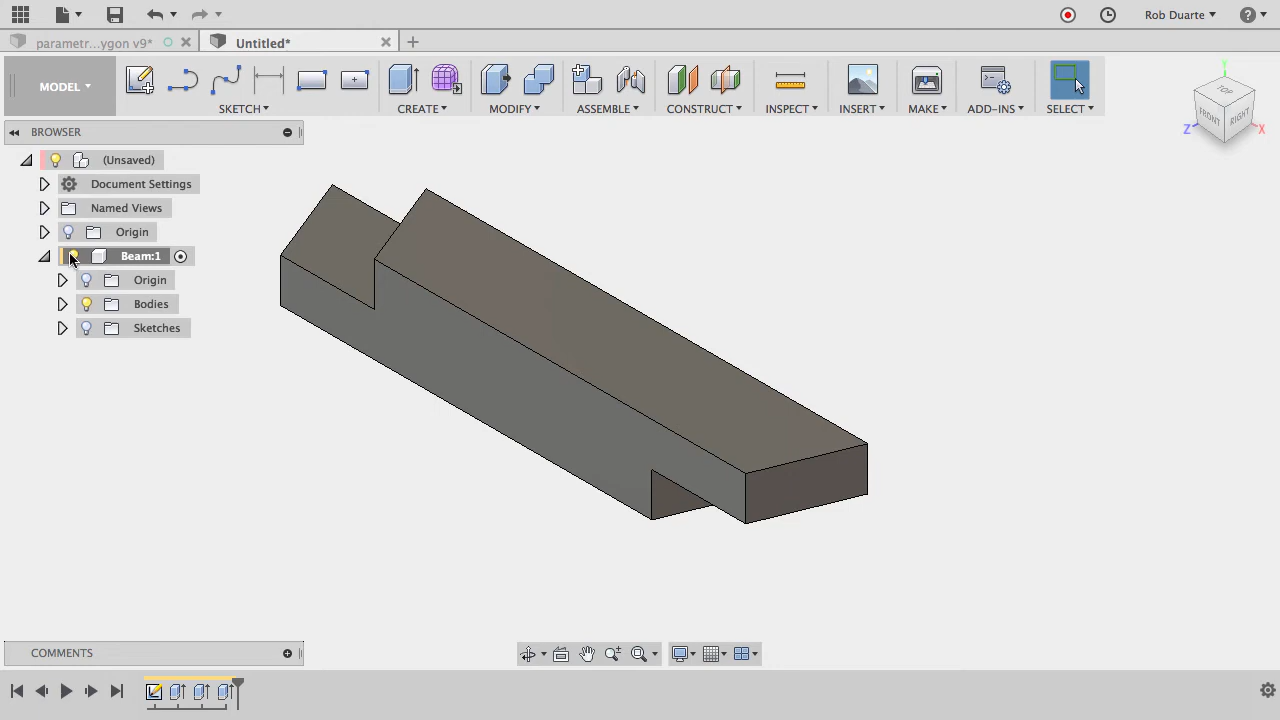 Rob Duarte
parametr...ygon v9*
Untitled*
MODEL
SKETCH
CREATE
MODIFY
ASSEMBLE
CONSTRUCT
INSPECT
INSERT
MAKE
ADD-INS
SELECT
BROWSER
(Unsaved)
Document Settings
Named Views
Origin
Beam:1
Origin
Bodies
Sketches
Y
TOP
FRONT
RIGHT
Z
X
COMMENTS